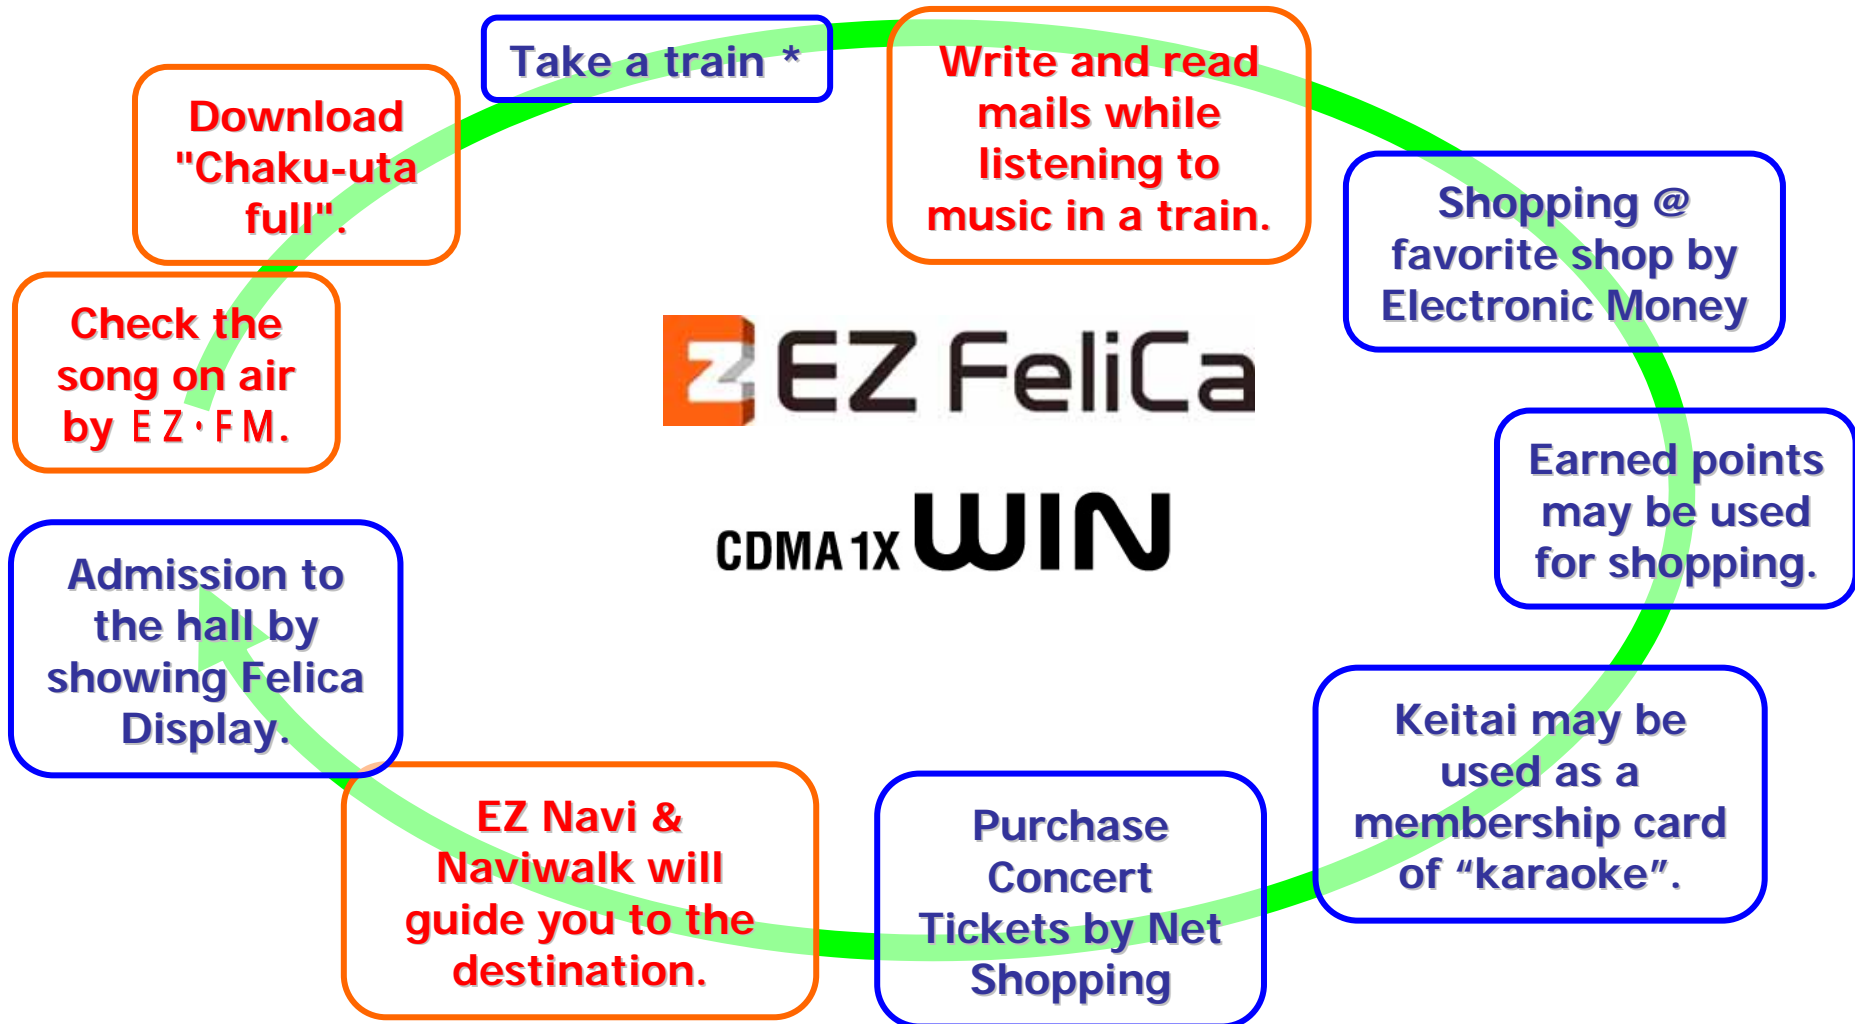 Check the
song on air
by EZ・FM.
Download
"Chaku-uta
full".
Take a train *
Write and read
mails while
listening to
music in a train.
Shopping @
favorite shop by
Electronic Money
Earned points
may be used
for shopping.
Keitai may be
used as a
membership card
of “karaoke”.
Purchase
Concert
Tickets by Net
Shopping
EZ Navi &
Naviwalk will
guide you to the
destination.
Admission to
the hall by
showing Felica
Display.
EZ FeliCa
CDMA 1X WIN